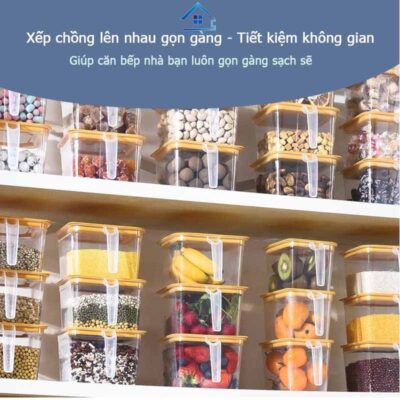 Xếp chồng lên nhau gọn gàng - Tiết kiệm không gian
Giúp căn bếp nhà bạn luôn gọn gàng sạch sẽ